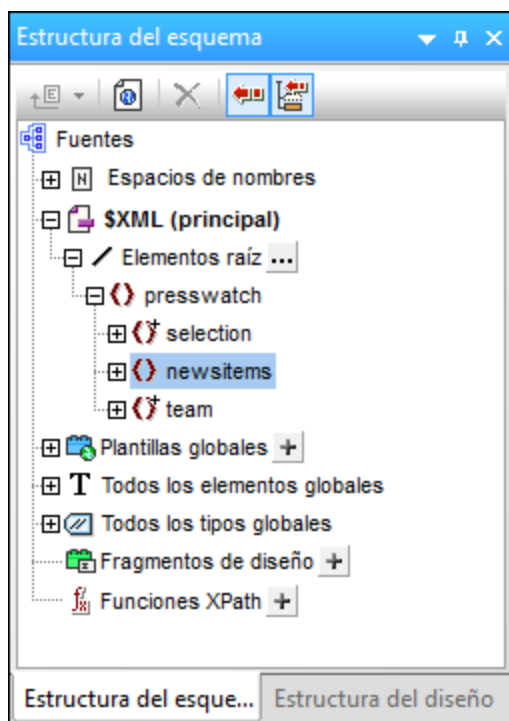 Estructura del esquema
Fuentes
Espacios de nombres
$XML (principal)
Elementos raíz ...
presswatch
selection
newsitems
team
Plantillas globales +
Todos los elementos globales
Todos los tipos globales
Fragmentos de diseño +
Funciones XPath +
Estructura del esque... Estructura del diseño